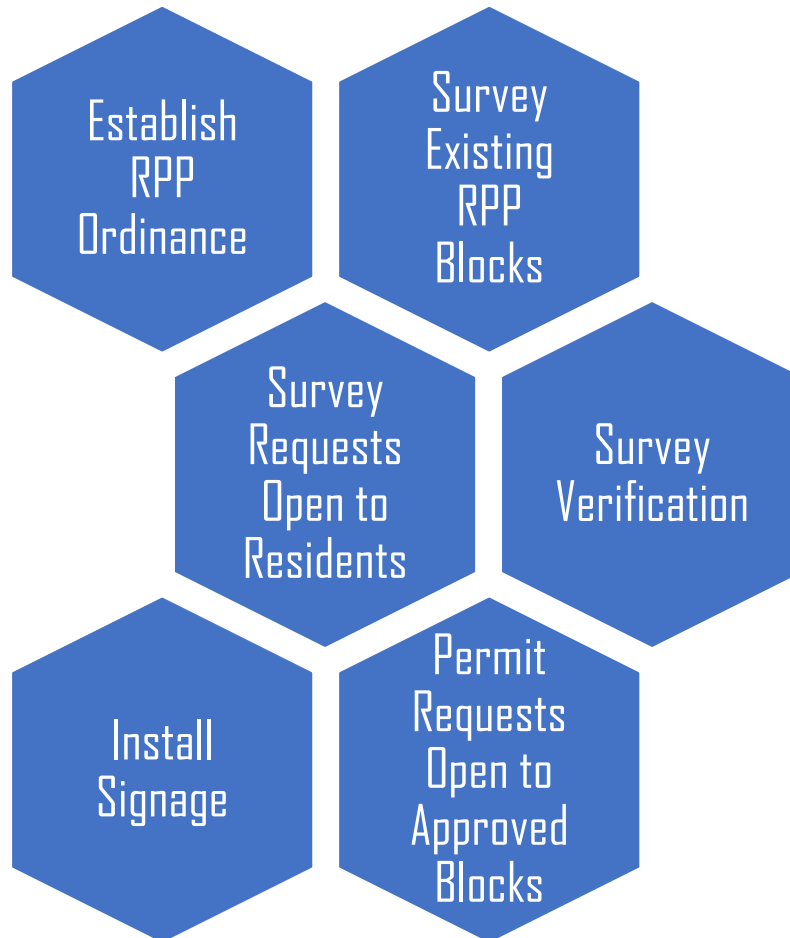 Establish
RPP
Ordinance
Survey
Existing
RPP
Blocks
Survey
Requests
Open to
Residents
Survey
Verification
Install
Signage
Permit
Requests
Open to
Approved
Blocks